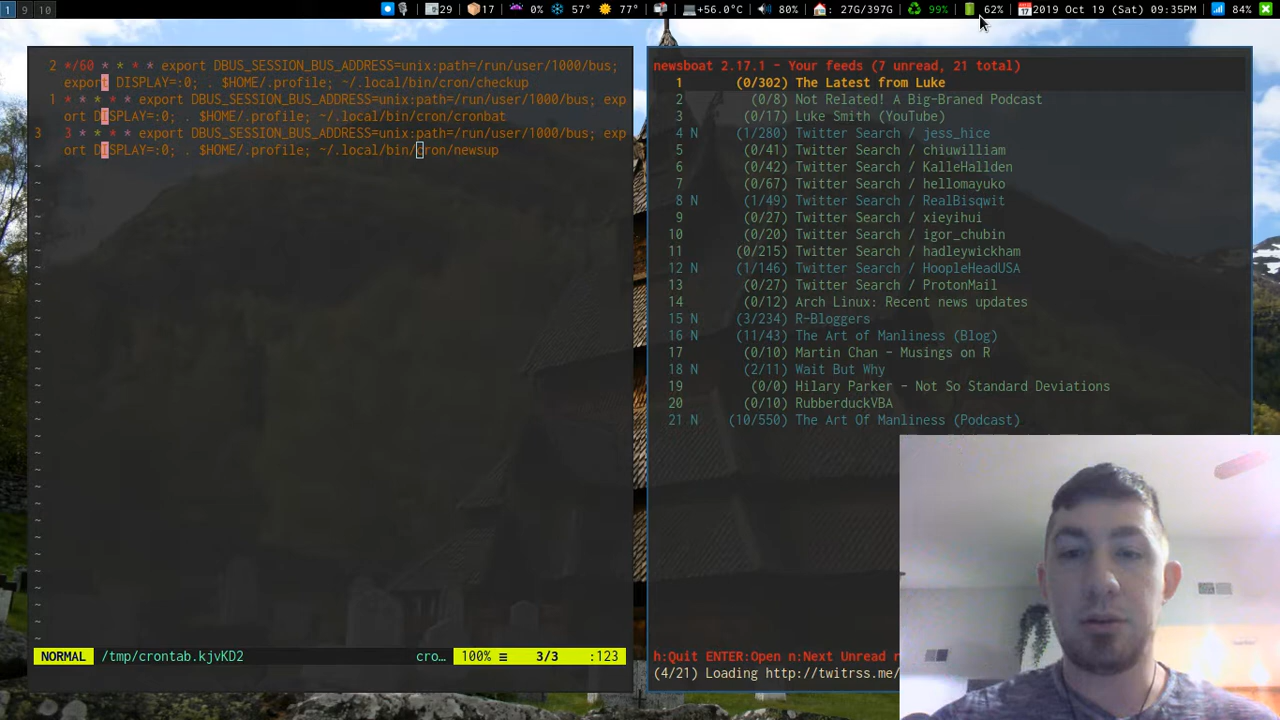 1 9 10 29 17 0% 57° 77° +56.0°C 80% : 27G/397G 99% 62% 2019 Oct 19 (Sat) 09:35PM 84%
2 */60 * * * * export DBUS_SESSION_BUS_ADDRESS=unix:path=/run/user/1000/bus;
export DISPLAY=:0; . $HOME/.profile; ~/.local/bin/cron/checkup
1 * * * * * export DBUS_SESSION_BUS_ADDRESS=unix:path=/run/user/1000/bus; exp
ort DISPLAY=:0; . $HOME/.profile; ~/.local/bin/cron/cronbat
3 3 * * * * export DBUS_SESSION_BUS_ADDRESS=unix:path=/run/user/1000/bus; exp
ort DISPLAY=:0; . $HOME/.profile; ~/.local/bin/cron/newsup
NORMAL /tmp/crontab.kjvKD2 cro… 100% ≡ 3/3 :123
newsboat 2.17.1 - Your feeds (7 unread, 21 total)
1 (0/302) The Latest from Luke
2 (0/8) Not Related! A Big-Braned Podcast
3 (0/17) Luke Smith (YouTube)
4 N (1/280) Twitter Search / jess_hice
5 (0/41) Twitter Search / chiuwilliam
6 (0/42) Twitter Search / KalleHallden
7 (0/67) Twitter Search / hellomayuko
8 N (1/49) Twitter Search / RealBisqwit
9 (0/27) Twitter Search / xieyihui
10 (0/20) Twitter Search / igor_chubin
11 (0/215) Twitter Search / hadleywickham
12 N (1/146) Twitter Search / HoopleHeadUSA
13 (0/27) Twitter Search / ProtonMail
14 (0/12) Arch Linux: Recent news updates
15 N (3/234) R-Bloggers
16 N (11/43) The Art of Manliness (Blog)
17 (0/10) Martin Chan - Musings on R
18 N (2/11) Wait But Why
19 (0/0) Hilary Parker - Not So Standard Deviations
20 (0/10) RubberduckVBA
21 N (10/550) The Art Of Manliness (Podcast)
h:Quit ENTER:Open n:Next Unread r
(4/21) Loading http://twitrss.me/